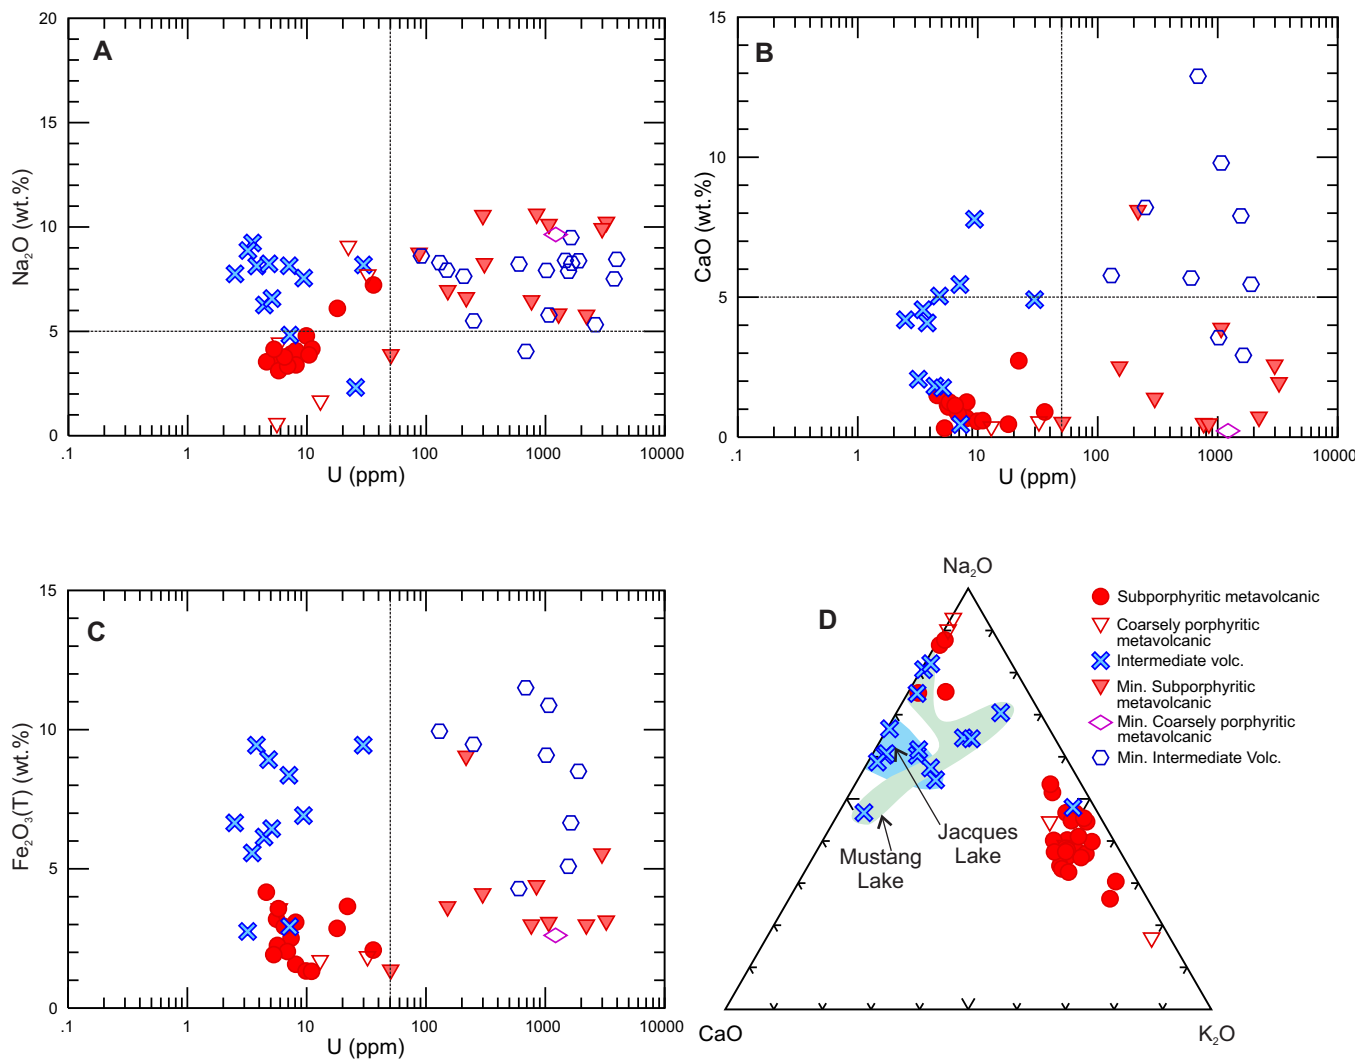 A
Na₂O (wt.%)
20
15
10
5
0
.1
1
10
100
1000
10000
U (ppm)
B
CaO (wt.%)
15
10
5
0
.1
1
10
100
1000
10000
U (ppm)
C
Fe₂O₃(T) (wt.%)
15
10
5
0
.1
1
10
100
1000
10000
U (ppm)
D
Na₂O
CaO
K₂O
Jacques
Lake
Mustang
Lake
Subporphyritic metavolcanic
Coarsely porphyritic
metavolcanic
Intermediate volc.
Min. Subporphyritic
metavolcanic
Min. Coarsely porphyritic
metavolcanic
Min. Intermediate Volc.